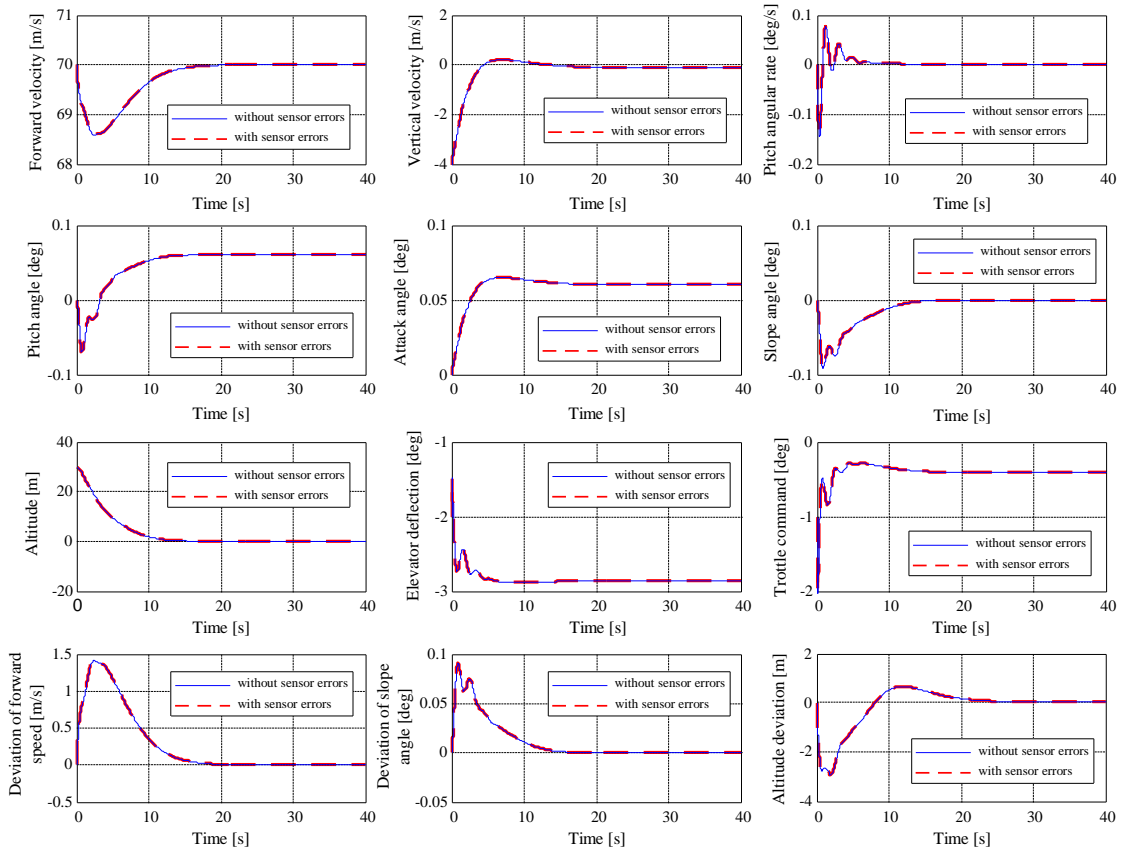 Forward velocity [m/s]
71
70
69
68
0
10
20
30
40
Time [s]
without sensor errors
with sensor errors
Vertical velocity [m/s]
2
0
-2
-4
0
10
20
30
40
Time [s]
without sensor errors
with sensor errors
Pitch angular rate [deg/s]
0.1
0
-0.1
-0.2
0
10
20
30
40
Time [s]
without sensor errors
with sensor errors
Pitch angle [deg]
0.1
0
-0.1
0
10
20
30
40
Time [s]
without sensor errors
with sensor errors
Attack angle [deg]
0.1
0.05
0
0
10
20
30
40
Time [s]
without sensor errors
with sensor errors
Slope angle [deg]
0.1
0
-0.1
0
10
20
30
40
Time [s]
without sensor errors
with sensor errors
Altitude [m]
40
20
0
-20
0
10
20
30
40
Time [s]
without sensor errors
with sensor errors
Elevator deflection [deg]
-1
-2
-3
0
10
20
30
40
Time [s]
without sensor errors
with sensor errors
Trottle command [deg]
0
-1
-2
0
10
20
30
40
Time [s]
without sensor errors
with sensor errors
Deviation of forward
speed [m/s]
1.5
1
0.5
0
-0.5
0
10
20
30
40
Time [s]
without sensor errors
with sensor errors
Deviation of slope
angle [deg]
0.1
0.05
0
-0.05
0
10
20
30
40
Time [s]
without sensor errors
with sensor errors
Altitude deviation [m]
2
0
-2
-4
0
10
20
30
40
Time [s]
without sensor errors
with sensor errors